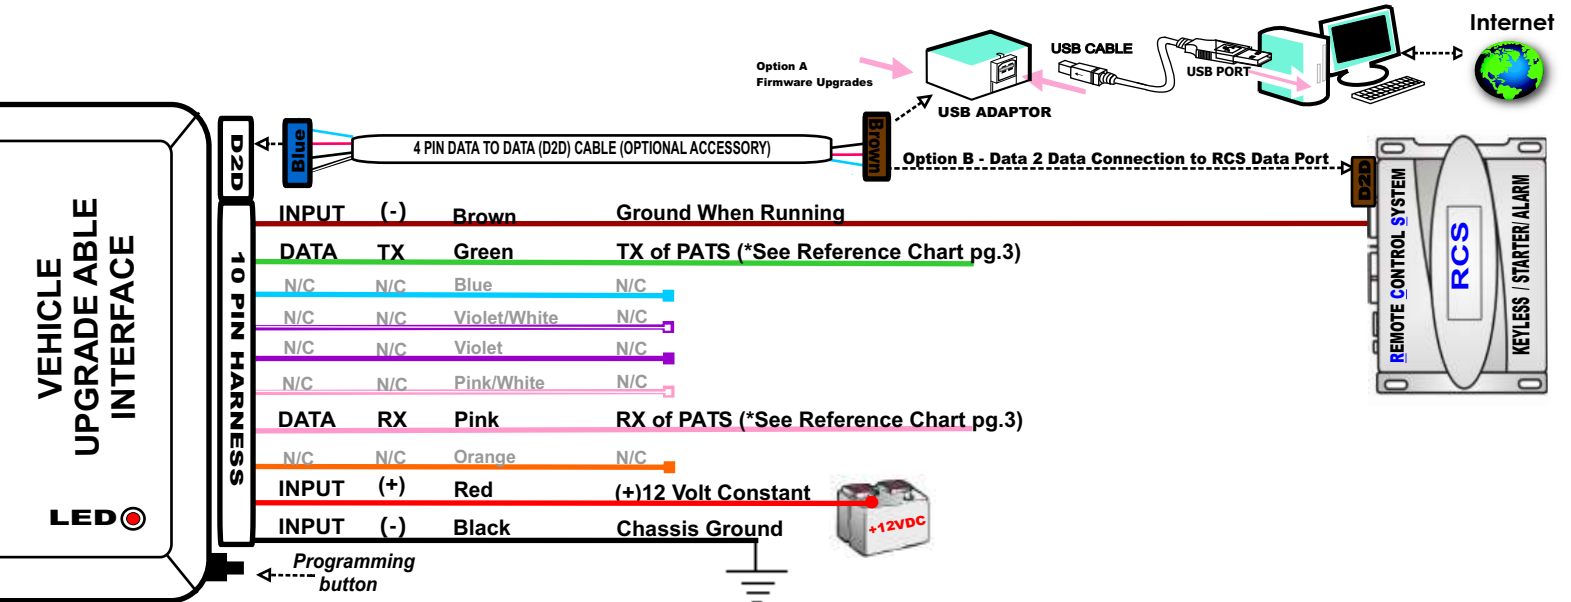 Internet
USB CABLE
Option A
Firmware Upgrades
USB PORT
USB ADAPTOR
D2D
Blue
4 PIN DATA TO DATA (D2D) CABLE (OPTIONAL ACCESSORY)
Brown
Option B - Data 2 Data Connection to RCS Data Port
D2D
REMOTE CONTROL SYSTEM
RCS
KEYLESS / STARTER/ ALARM
VEHICLE
UPGRADE ABLE
INTERFACE
LED
10 PIN HARNESS
INPUT (-) Brown Ground When Running
DATA TX Green TX of PATS (*See Reference Chart pg.3)
N/C N/C Blue N/C
N/C N/C Violet/White N/C
N/C N/C Violet N/C
N/C N/C Pink/White N/C
DATA RX Pink RX of PATS (*See Reference Chart pg.3)
N/C N/C Orange N/C
INPUT (+) Red (+)12 Volt Constant
INPUT (-) Black Chassis Ground
+12VDC
Programming
button